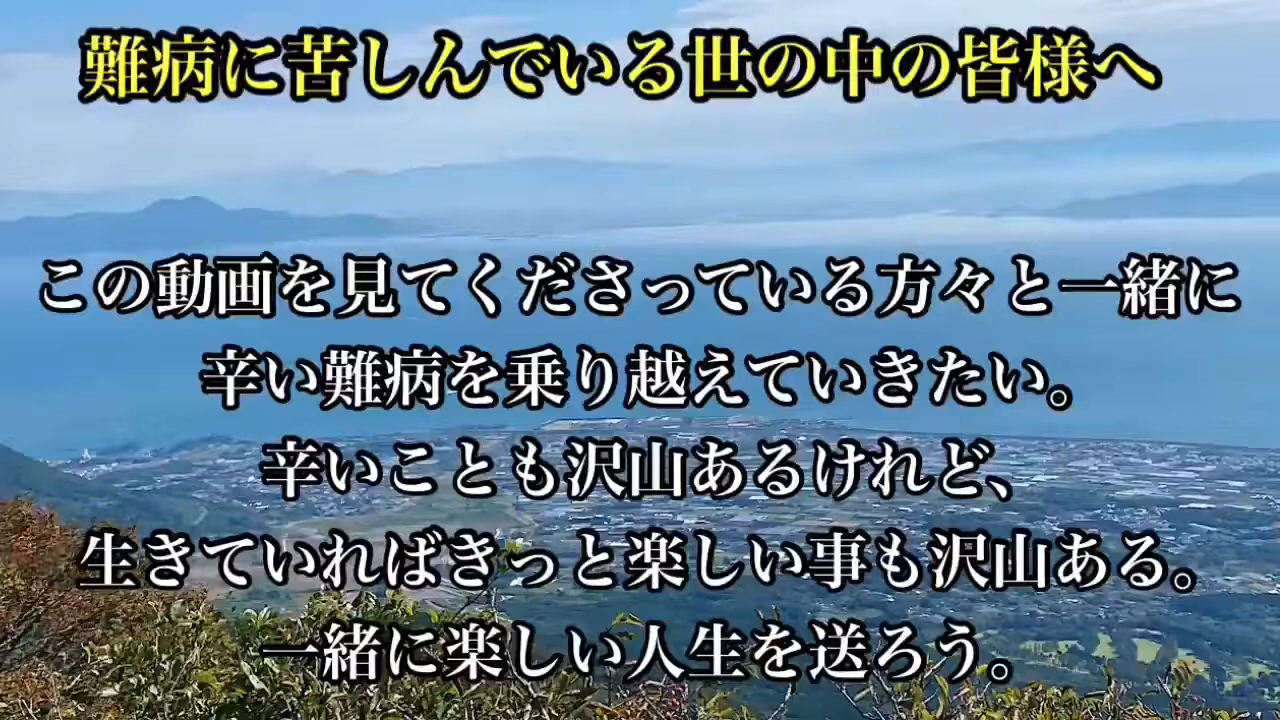 難病に苦しんでいる世の中の皆様へ
この動画を見てくださっている方々と一緒に
辛い難病を乗り越えていきたい。
辛いことも沢山あるけれど、
生きていればきっと楽しい事も沢山ある。
一緒に楽しい人生を送ろう。